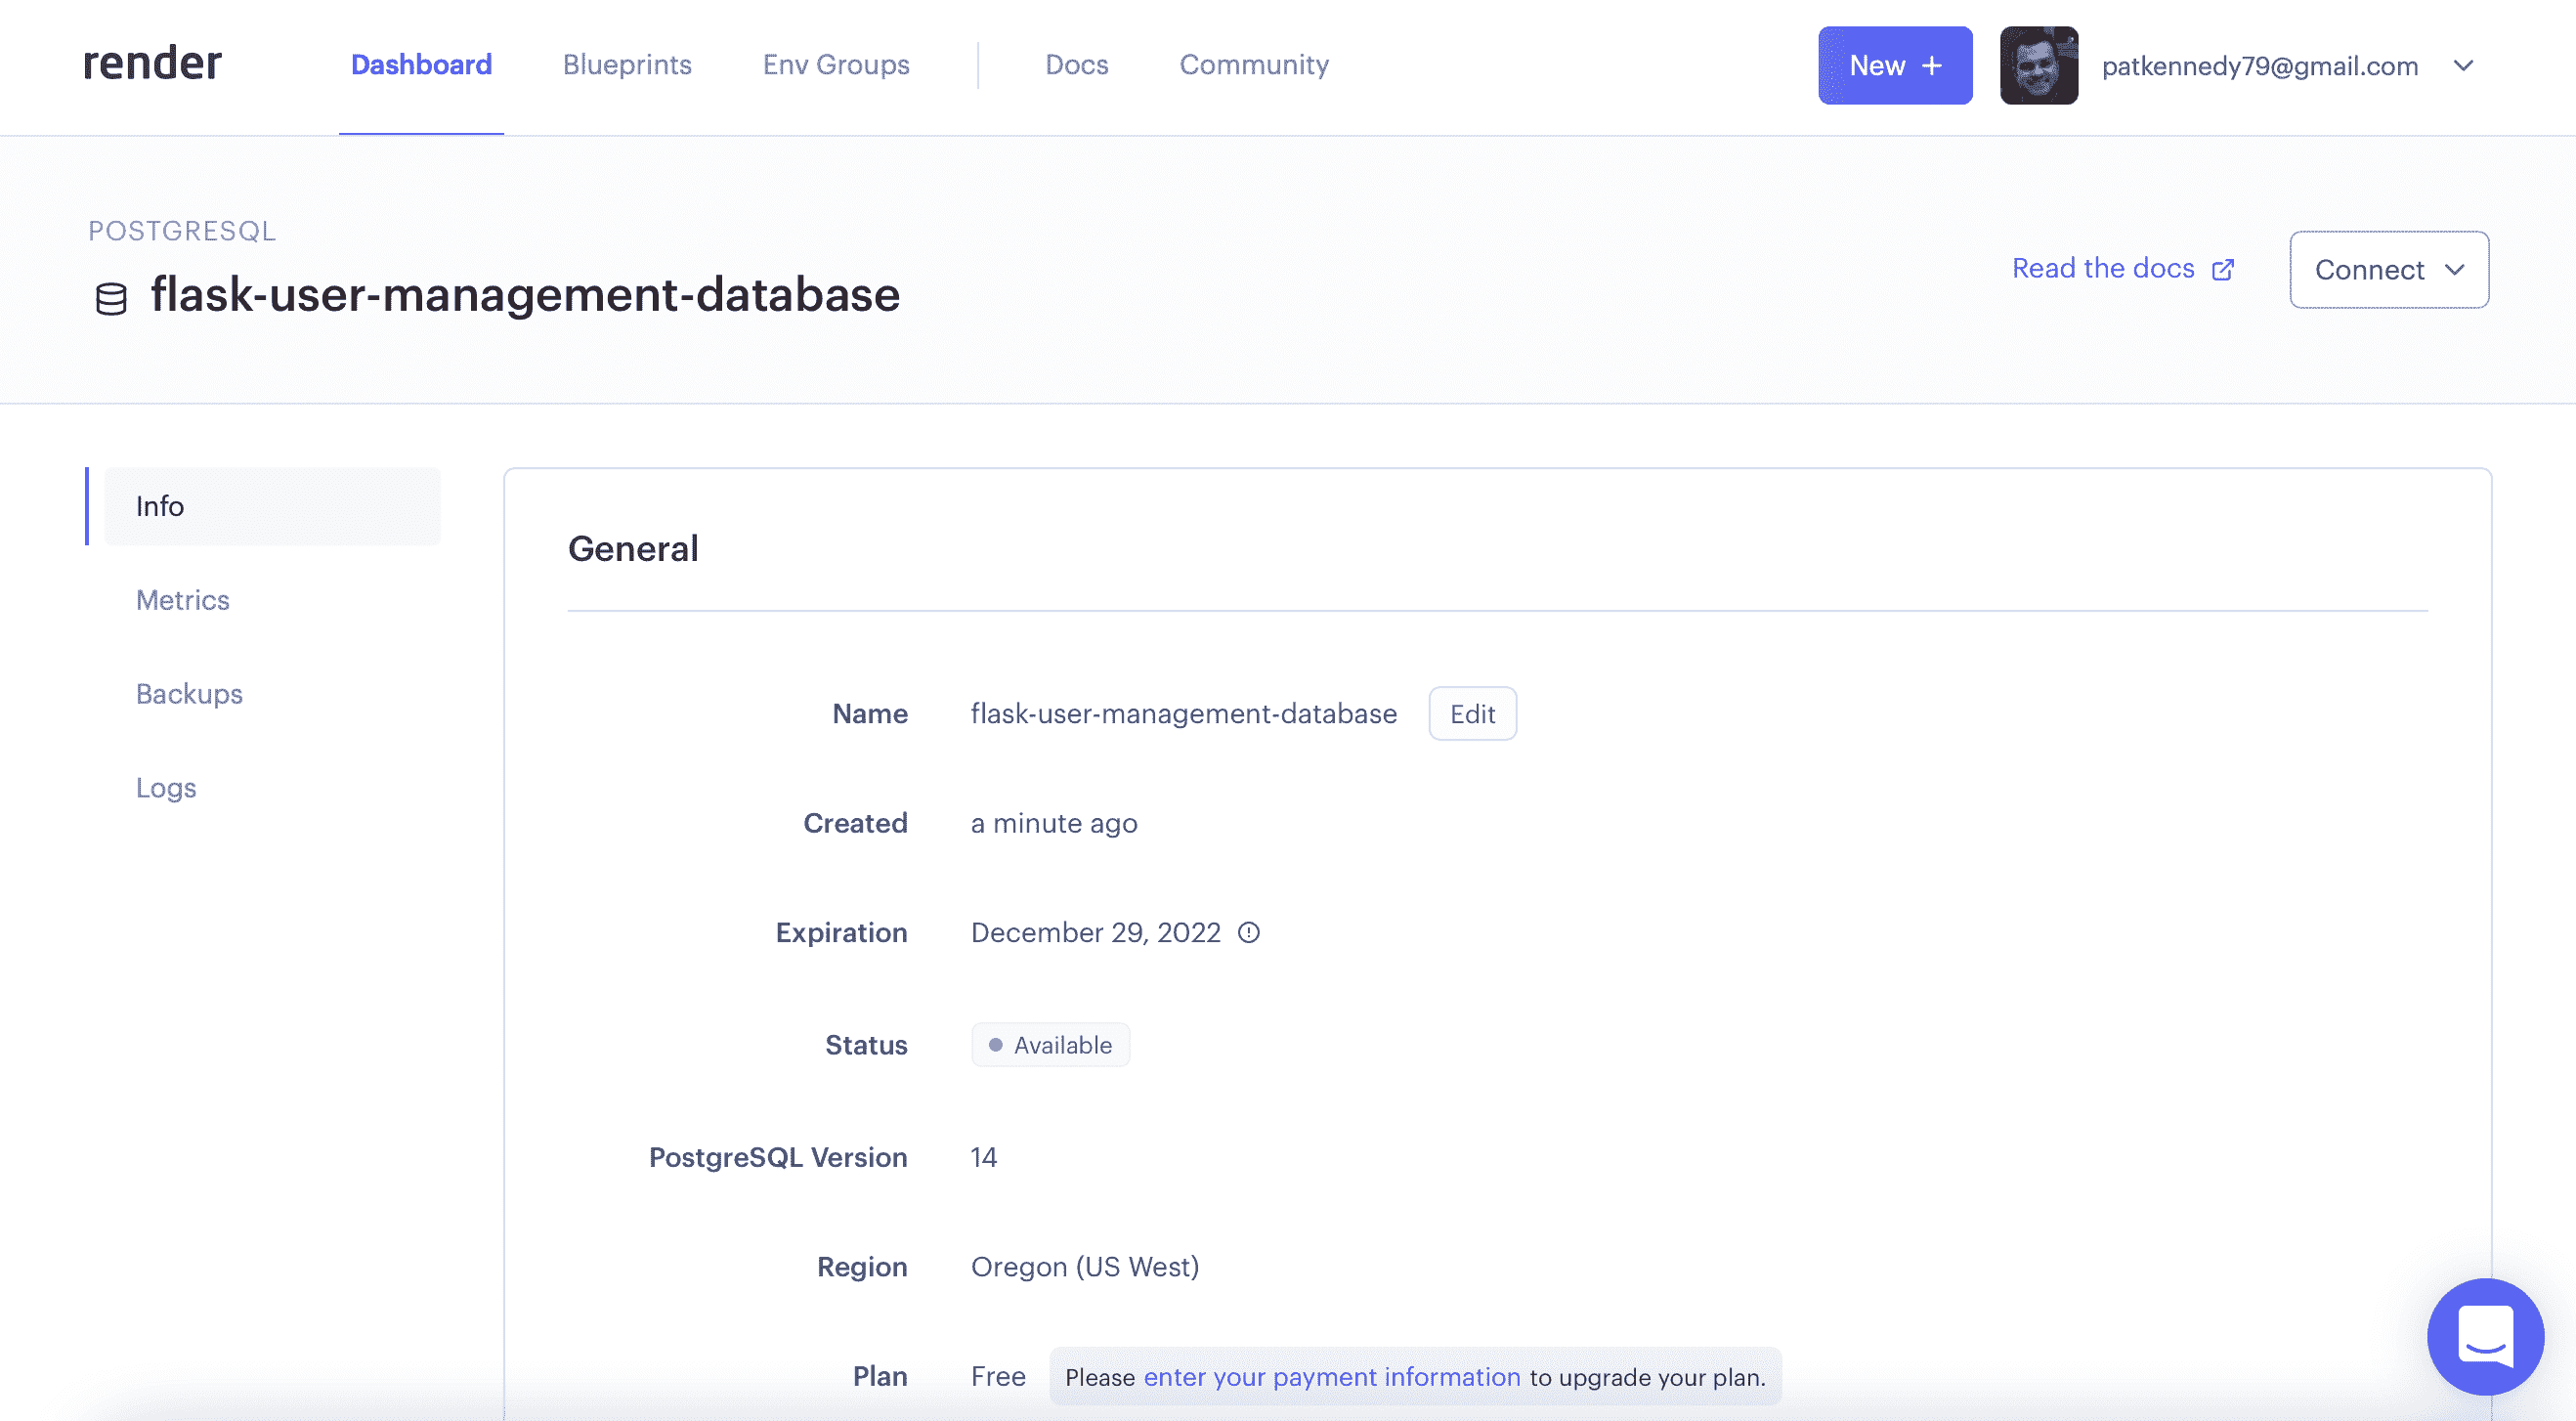 render Dashboard Blueprints Env Groups Docs Community New + patkennedy79@gmail.com
POSTGRESQL
flask-user-management-database
Read the docs Connect
Info
Metrics
Backups
Logs
General
Name flask-user-management-database Edit
Created a minute ago
Expiration December 29, 2022
Status Available
PostgreSQL Version 14
Region Oregon (US West)
Plan Free Please enter your payment information to upgrade your plan.